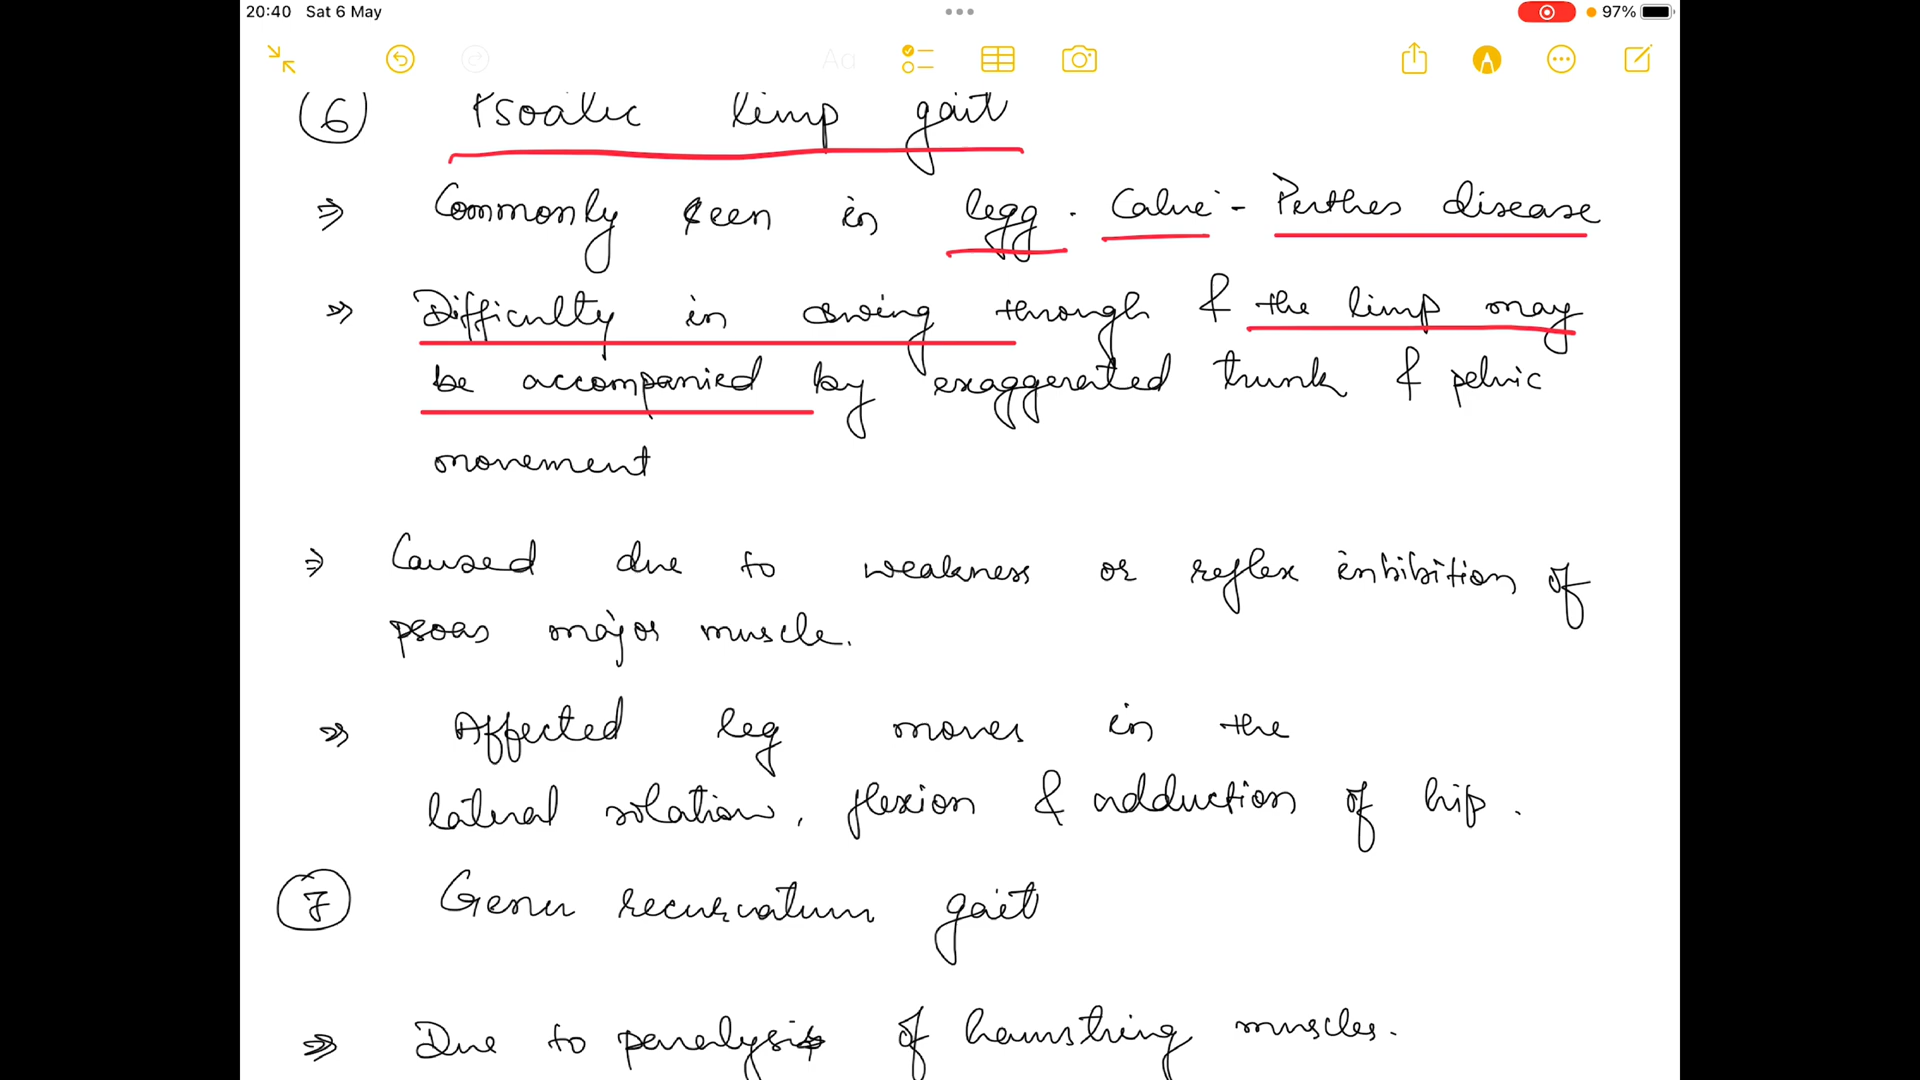 20:40 Sat 6 May
97%
Aa
6 Psoatic limp gait
⇒ Commonly seen in legg. Calve - Perthes disease
⇒ Difficulty in swing through & the limp may
be accompanied by exaggerated trunk & pelvic
movement
⇒ Caused due to weakness or reflex inhibition of
psoas major muscle.
⇒ Affected leg moves in the
lateral rotation, flexion & adduction of hip.
7 Genu recurvatum gait
⇒ Due to paralysis of hamstring muscles.